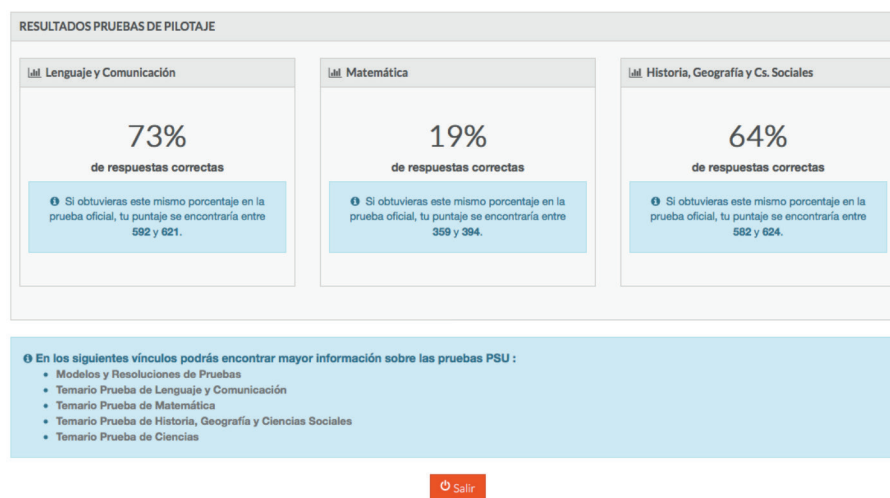 RESULTADOS PRUEBAS DE PILOTAJE
Lenguaje y Comunicación
73%
de respuestas correctas
Si obtuvieras este mismo porcentaje en la
prueba oficial, tu puntaje se encontraría entre
592 y 621.
Matemática
19%
de respuestas correctas
Si obtuvieras este mismo porcentaje en la
prueba oficial, tu puntaje se encontraría entre
359 y 394.
Historia, Geografía y Cs. Sociales
64%
de respuestas correctas
Si obtuvieras este mismo porcentaje en la
prueba oficial, tu puntaje se encontraría entre
582 y 624.
En los siguientes vínculos podrás encontrar mayor información sobre las pruebas PSU :
• Modelos y Resoluciones de Pruebas
• Temario Prueba de Lenguaje y Comunicación
• Temario Prueba de Matemática
• Temario Prueba de Historia, Geografía y Ciencias Sociales
• Temario Prueba de Ciencias
Salir